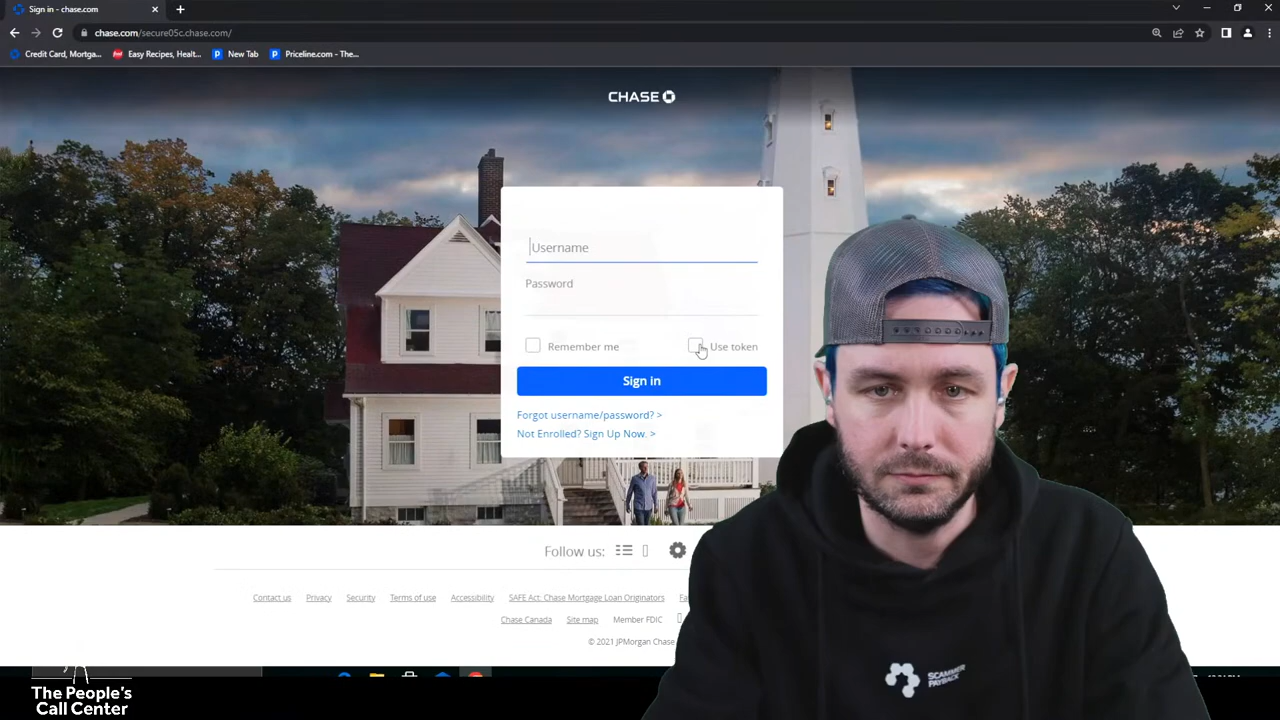 Sign in - chase.com
chase.com/secure05c.chase.com/
Credit Card, Mortga...
Easy Recipes, Healt...
New Tab
Priceline.com - The...
CHASE
Username
Password
Remember me
Use token
Sign in
Forgot username/password? >
Not Enrolled? Sign Up Now. >
Follow us:
Contact us
Privacy
Security
Terms of use
Accessibility
SAFE Act: Chase Mortgage Loan Originators
Chase Canada
Site map
Member FDIC
© 2021 JPMorgan Chase
SCAMMER
PAYBACK
The People's
Call Center